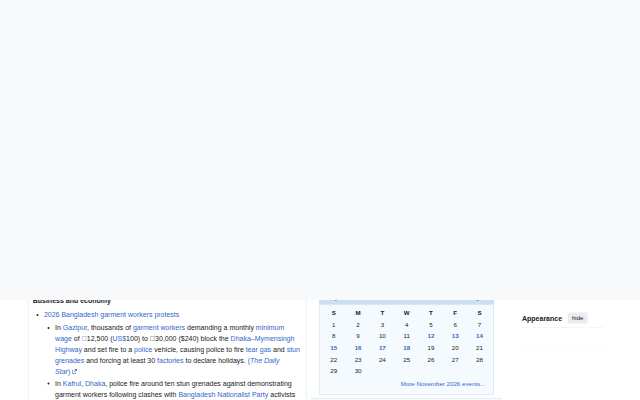 Business and economy
2026 Bangladesh garment workers protests
In Gazipur, thousands of garment workers demanding a monthly minimum
wage of □12,500 (US$100) to □30,000 ($240) block the Dhaka–Mymensingh
Highway and set fire to a police vehicle, causing police to fire tear gas and stun
grenades and forcing at least 30 factories to declare holidays. (The Daily
Star)
In Kafrul, Dhaka, police fire around ten stun grenades against demonstrating
garment workers following clashes with Bangladesh Nationalist Party activists
S M T W T F S
1 2 3 4 5 6 7
8 9 10 11 12 13 14
15 16 17 18 19 20 21
22 23 24 25 26 27 28
29 30
More November 2026 events...
Appearance hide